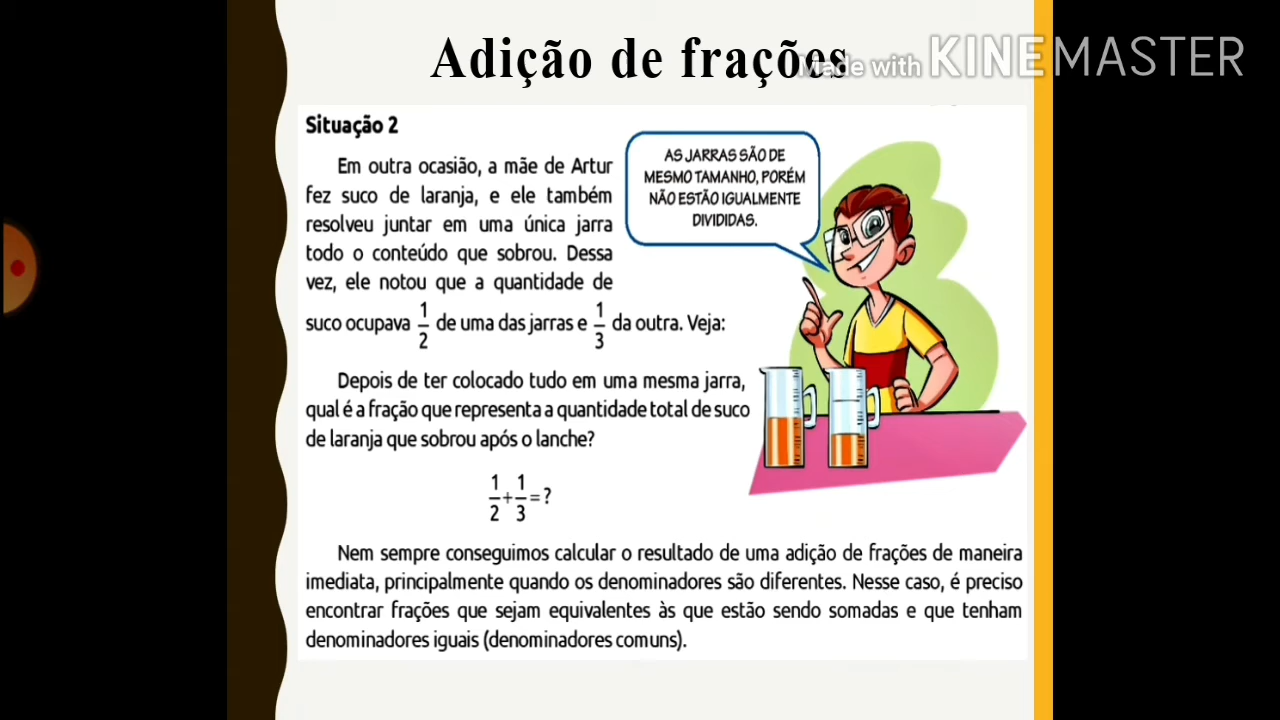 Adição de frações
Made with KINEMASTER
Situação 2
Em outra ocasião, a mãe de Artur
fez suco de laranja, e ele também
resolveu juntar em uma única jarra
todo o conteúdo que sobrou. Dessa
vez, ele notou que a quantidade de
suco ocupava 1/2 de uma das jarras e 1/3 da outra. Veja:
AS JARRAS SÃO DE
MESMO TAMANHO, PORÉM
NÃO ESTÃO IGUALMENTE
DIVIDIDAS.
Depois de ter colocado tudo em uma mesma jarra,
qual é a fração que representa a quantidade total de suco
de laranja que sobrou após o lanche?
1/2 + 1/3 = ?
Nem sempre conseguimos calcular o resultado de uma adição de frações de maneira
imediata, principalmente quando os denominadores são diferentes. Nesse caso, é preciso
encontrar frações que sejam equivalentes às que estão sendo somadas e que tenham
denominadores iguais (denominadores comuns).